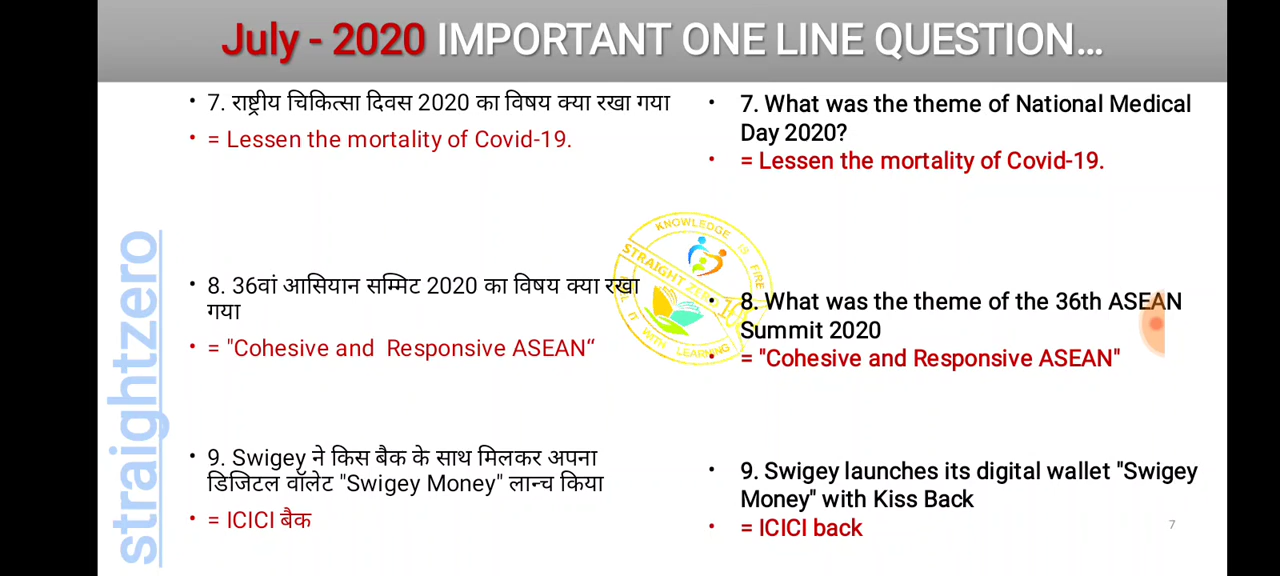 July - 2020 IMPORTANT ONE LINE QUESTION...
• 7. राष्ट्रीय चिकित्सा दिवस 2020 का विषय क्या रखा गया
• = Lessen the mortality of Covid-19.
• 8. 36वां आसियान सम्मिट 2020 का विषय क्या रखा
गया
• = "Cohesive and Responsive ASEAN“
• 9. Swigey ने किस बैक के साथ मिलकर अपना
डिजिटल वॉलेट "Swigey Money" लान्च किया
• = ICICI बैक
• 7. What was the theme of National Medical
Day 2020?
• = Lessen the mortality of Covid-19.
• 8. What was the theme of the 36th ASEAN
Summit 2020
• = "Cohesive and Responsive ASEAN"
• 9. Swigey launches its digital wallet "Swigey
Money" with Kiss Back
• = ICICI back
7
straightzero
KNOWLEDGE IS FIRE
STRAIGHT ZERO
WITH LEARNING